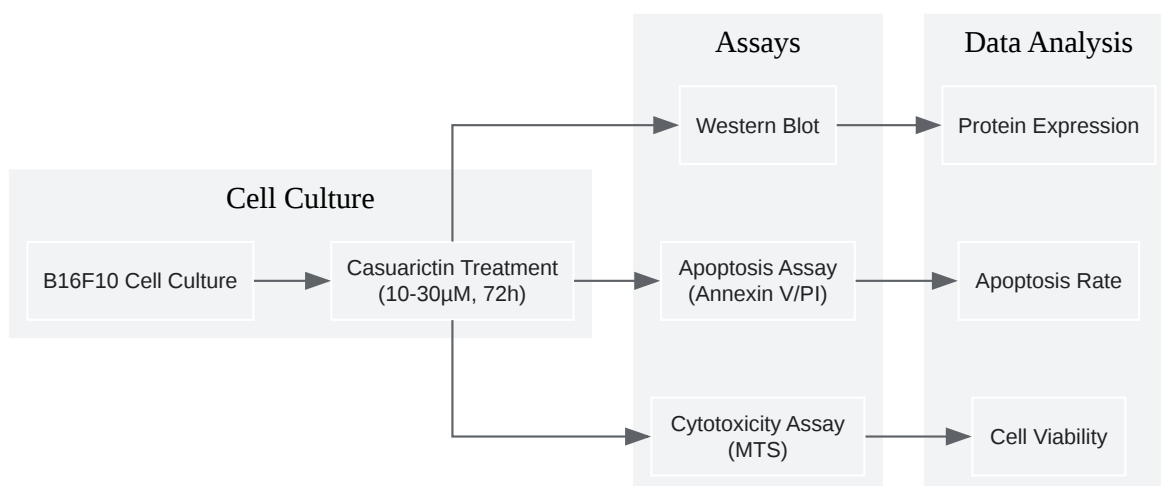 Cell Culture
B16F10 Cell Culture
Casuarictin Treatment
(10-30µM, 72h)
Assays
Western Blot
Apoptosis Assay
(Annexin V/PI)
Cytotoxicity Assay
(MTS)
Data Analysis
Protein Expression
Apoptosis Rate
Cell Viability